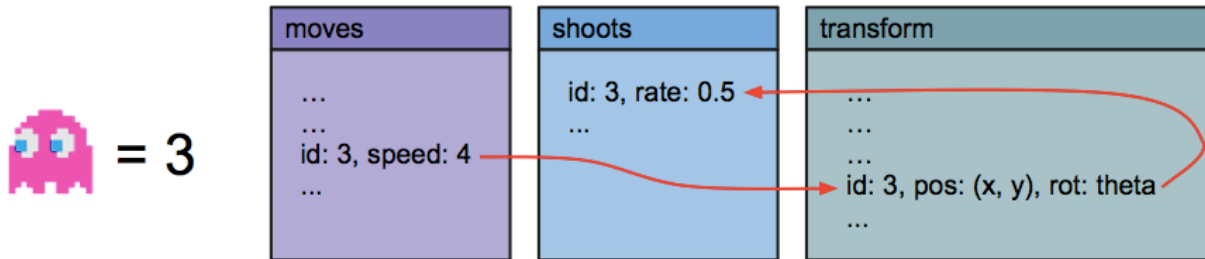 = 3
moves
…
…
id: 3, speed: 4
...
shoots
id: 3, rate: 0.5
...
transform
…
…
…
id: 3, pos: (x, y), rot: theta
...